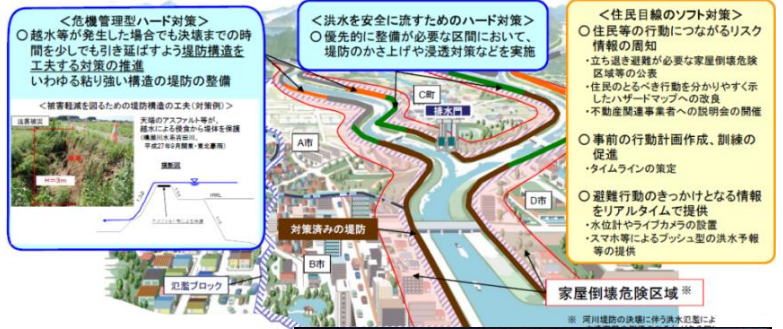 <危機管理型ハード対策>
○越水等が発生した場合でも決壊までの時
間を少しでも引き延ばすよう堤防構造を
工夫する対策の推進
いわゆる粘り強い構造の堤防の整備
<被害軽減を図るための堤防構造の工夫(対策例)>
天端のアスファルト等が、
越水による侵食から堤体を保護
(鳴瀬川水系吉田川、
平成27年9月関東・東北豪雨)
横断図
<洪水を安全に流すためのハード対策>
○優先的に整備が必要な区間において、
堤防のかさ上げや浸透対策などを実施
<住民目線のソフト対策>
○住民等の行動につながるリスク
情報の周知
・立ち退き避難が必要な家屋倒壊危険
区域等の公表
・住民のとるべき行動を分かりやすく示
したハザードマップへの改良
・不動産関連事業者への説明会の開催
○事前の行動計画作成、訓練の
促進
・タイムラインの策定
○避難行動のきっかけとなる情報
をリアルタイムで提供
・水位計やライブカメラの設置
・スマホ等によるプッシュ型の洪水予報
等の提供
C町
排水門
A市
D市
対策済みの堤防
B市
氾濫ブロック
家屋倒壊危険区域※
※ 河川堤防の決壊に伴う洪水氾濫によ